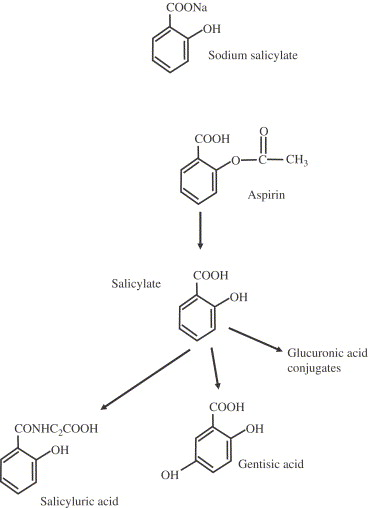 COONa
OH
Sodium salicylate
O
COOH
O C CH3
Aspirin
COOH
Salicylate
OH
Glucuronic acid
conjugates
COOH
CONHC2COOH
OH
OH
Gentisic acid
OH
Salicyluric acid